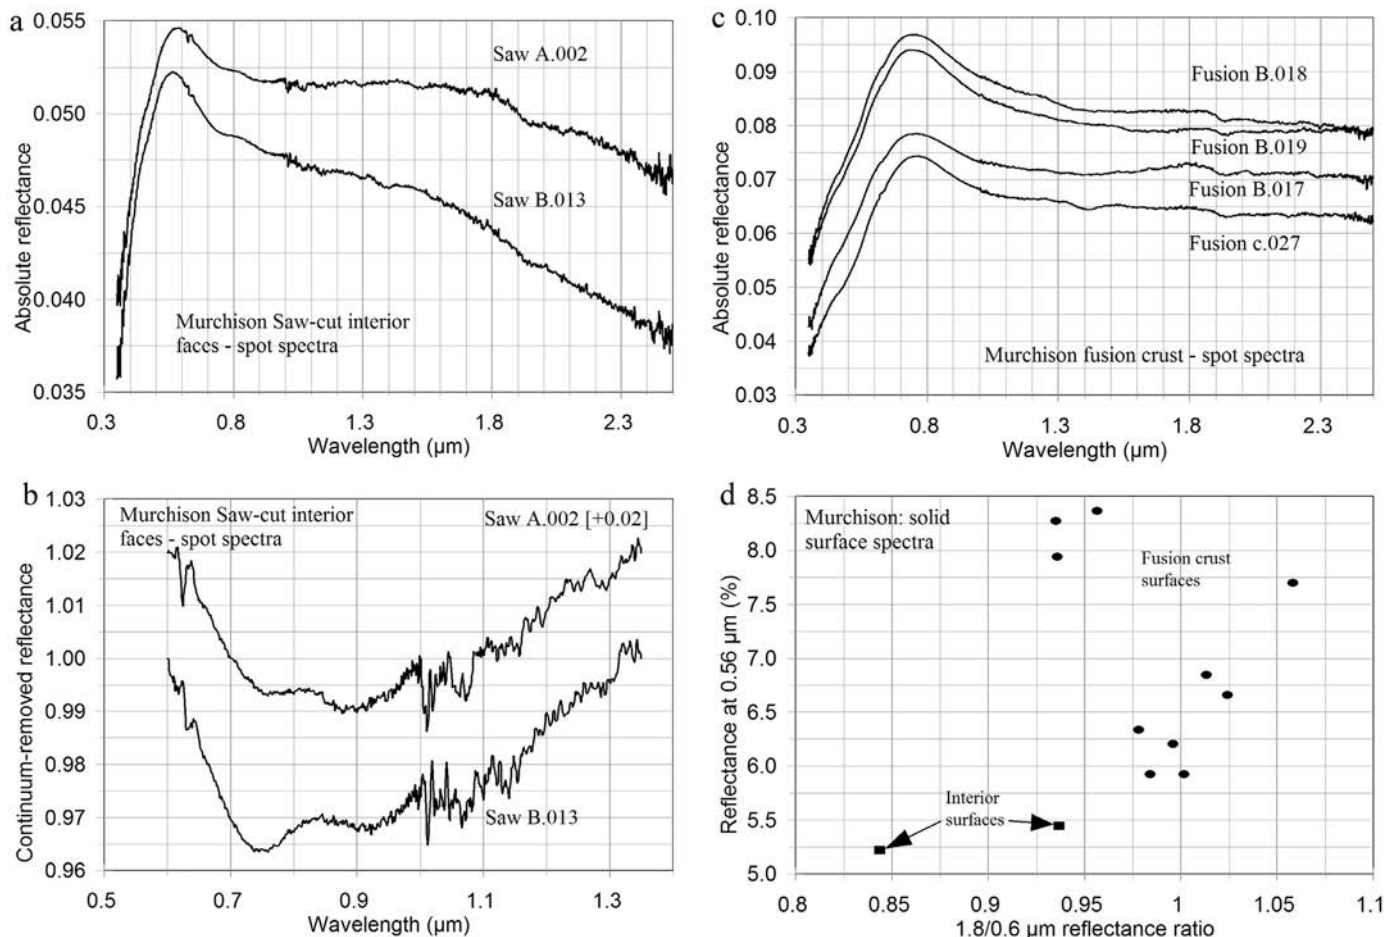 a
0.055
0.050
0.045
0.040
0.035
Absolute reflectance
Saw A.002
Saw B.013
Murchison Saw-cut interior
faces - spot spectra
0.3
0.8
1.3
1.8
2.3
Wavelength (µm)
c
0.10
0.09
0.08
0.07
0.06
0.05
0.04
0.03
Absolute reflectance
Fusion B.018
Fusion B.019
Fusion B.017
Fusion c.027
Murchison fusion crust - spot spectra
0.3
0.8
1.3
1.8
2.3
Wavelength (µm)
b
1.03
1.02
1.01
1.00
0.99
0.98
0.97
0.96
Continuum-removed reflectance
Murchison Saw-cut interior
faces - spot spectra
Saw A.002 [+0.02]
Saw B.013
0.5
0.7
0.9
1.1
1.3
Wavelength (µm)
d
8.5
8.0
7.5
7.0
6.5
6.0
5.5
5.0
Reflectance at 0.56 µm (%)
Murchison: solid
surface spectra
Fusion crust
surfaces
Interior
surfaces
0.8
0.85
0.9
0.95
1
1.05
1.1
1.8/0.6 µm reflectance ratio